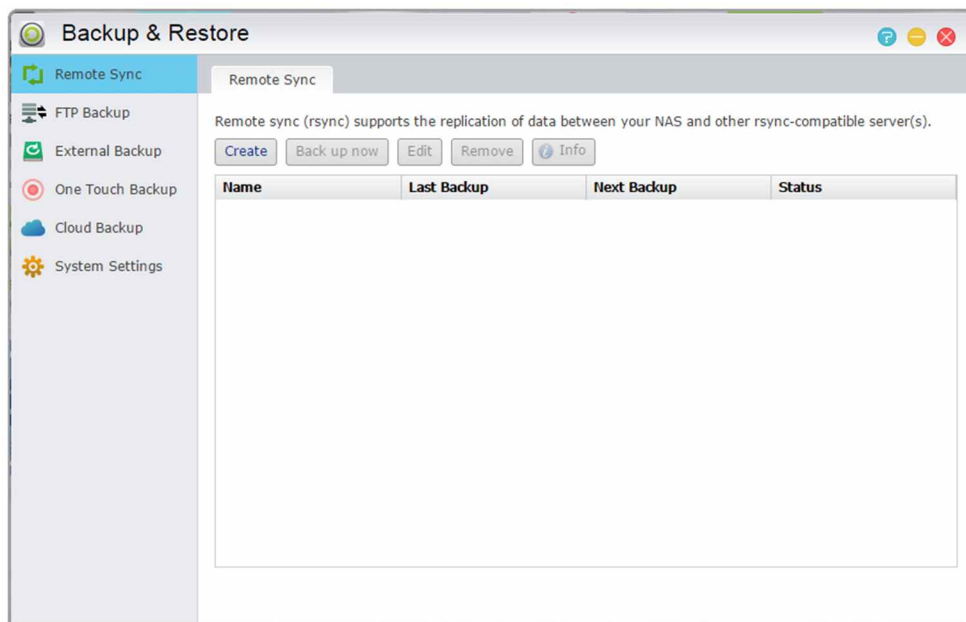 Backup & Restore
Remote Sync
FTP Backup
External Backup
One Touch Backup
Cloud Backup
System Settings
Remote Sync
Remote sync (rsync) supports the replication of data between your NAS and other rsync-compatible server(s).
Create Back up now Edit Remove Info
Name Last Backup Next Backup Status